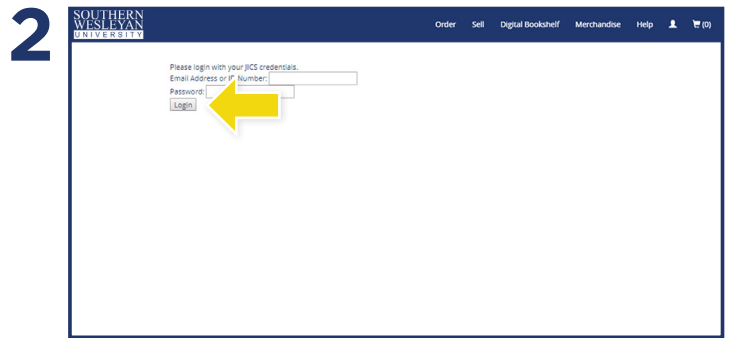 2
SOUTHERN
WESLEYAN
UNIVERSITY
Order Sell Digital Bookshelf Merchandise Help (0)
Please login with your JICS credentials.
Email Address or ID Number:
Password:
Login